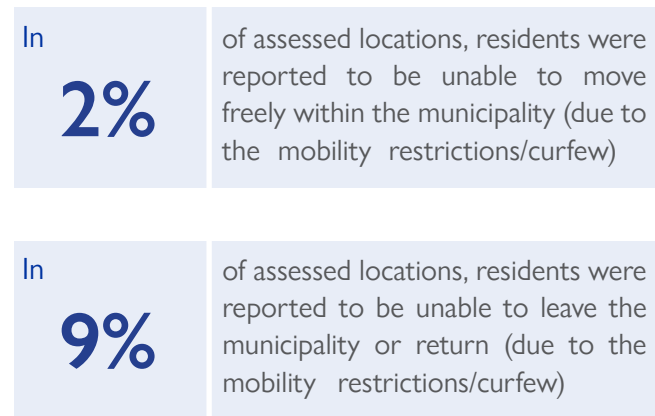 In
2%
of assessed locations, residents were
reported to be unable to move
freely within the municipality (due to
the mobility restrictions/curfew)
In
9%
of assessed locations, residents were
reported to be unable to leave the
municipality or return (due to the
mobility restrictions/curfew)